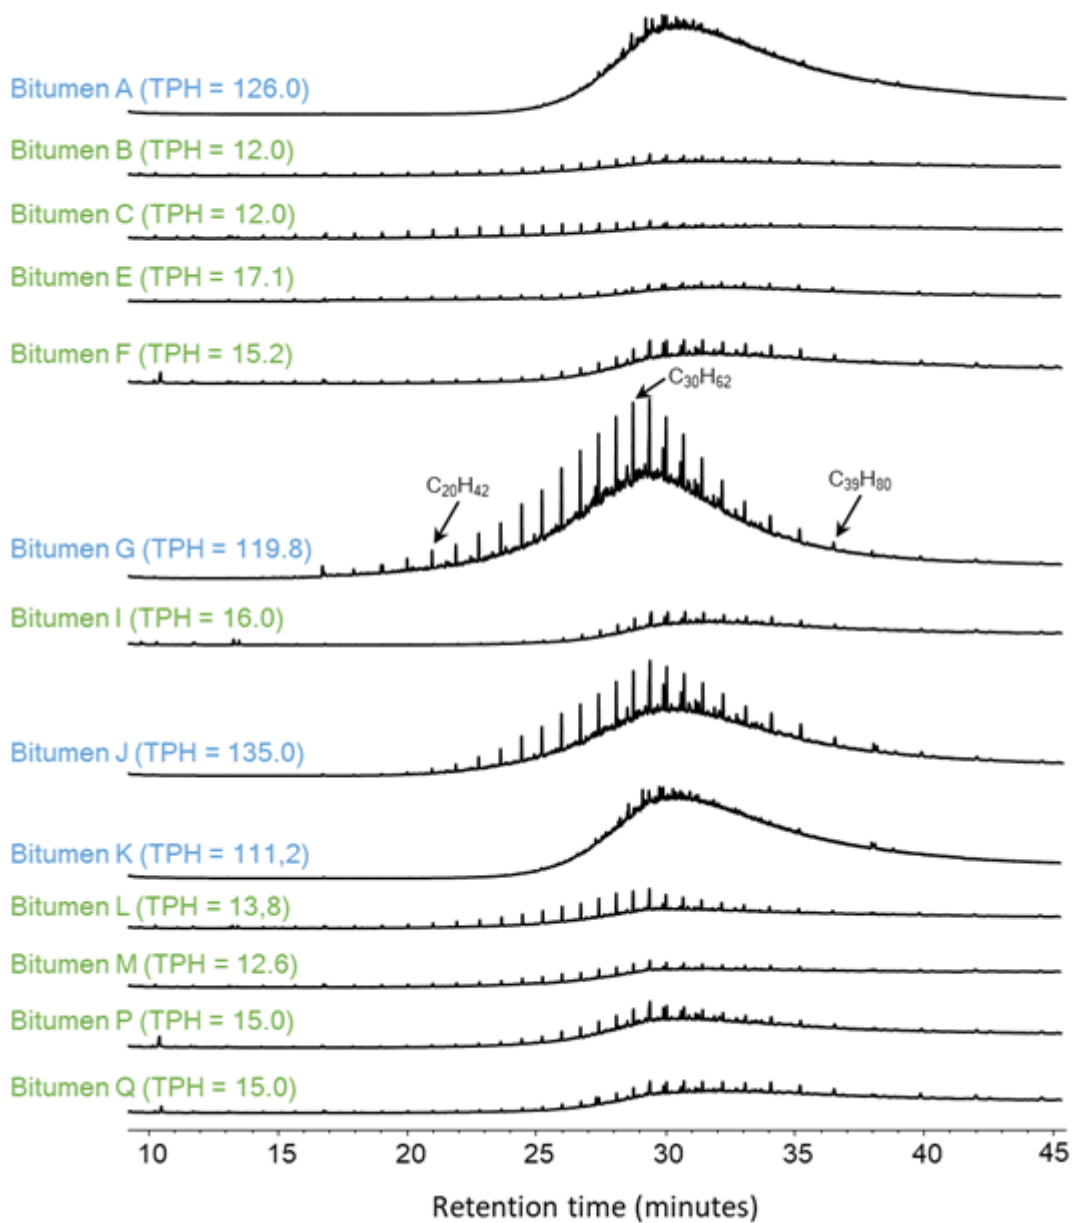 Bitumen A (TPH = 126.0)
Bitumen B (TPH = 12.0)
Bitumen C (TPH = 12.0)
Bitumen E (TPH = 17.1)
Bitumen F (TPH = 15.2)
C₃₀H₆₂
C₂₀H₄₂
C₃₉H₈₀
Bitumen G (TPH = 119.8)
Bitumen I (TPH = 16.0)
Bitumen J (TPH = 135.0)
Bitumen K (TPH = 111,2)
Bitumen L (TPH = 13,8)
Bitumen M (TPH = 12.6)
Bitumen P (TPH = 15.0)
Bitumen Q (TPH = 15.0)
10 15 20 25 30 35 40 45
Retention time (minutes)